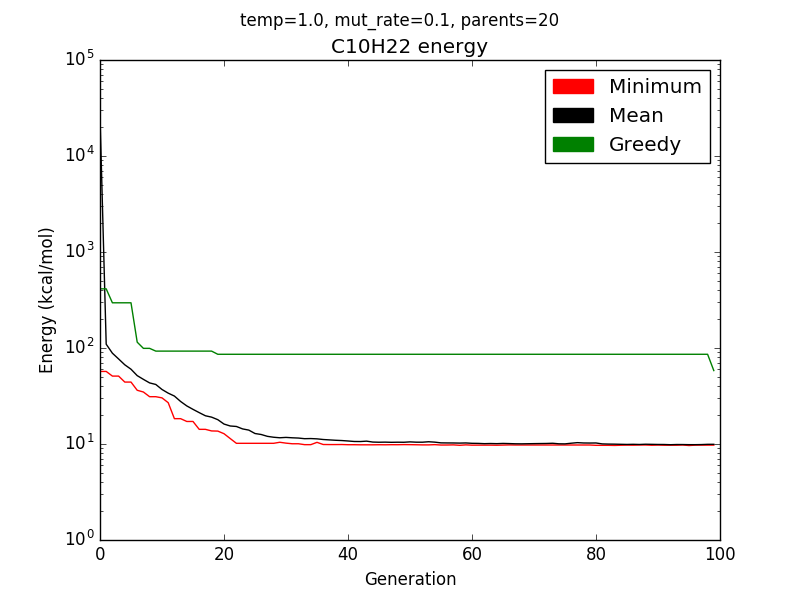 temp=1.0, mut_rate=0.1, parents=20
C10H22 energy
10^5
10^4
10^3
10^2
10^1
10^0
Energy (kcal/mol)
Minimum
Mean
Greedy
0 20 40 60 80 100
Generation